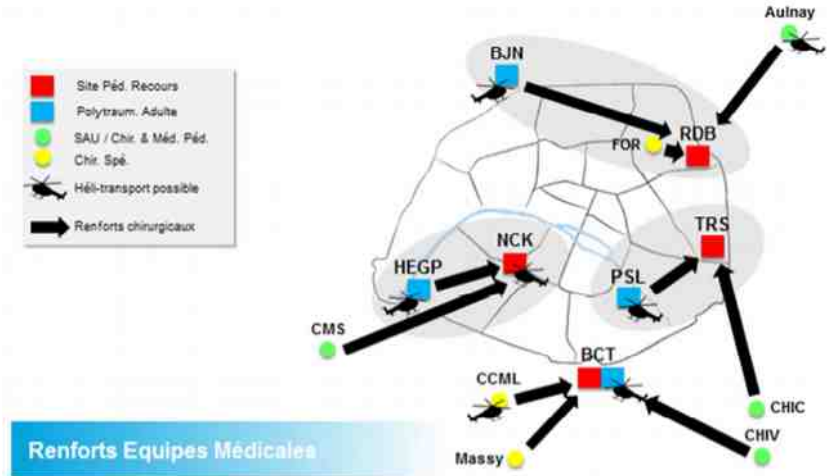 Site Péd. Recours
Polytraum. Adulte
SAU / Chir. & Méd. Péd.
Chir. Spé.
Héli-transport possible
Renforts chirurgicaux
Aulnay
BJN
FOR
RDB
TRS
NCK
HEGP
PSL
CMS
BCT
CCML
CHIC
CHIV
Massy
Renforts Equipes Médicales